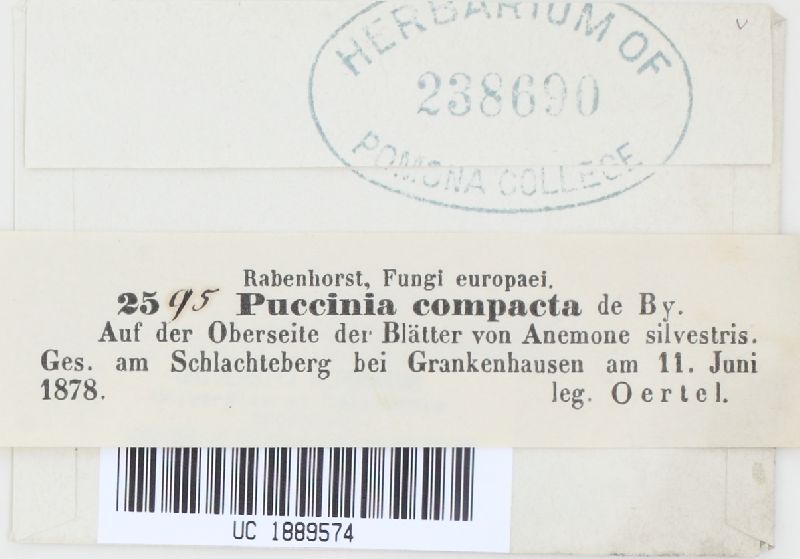 HERBARIUM OF
238690
POMONA COLLEGE
Rabenhorst, Fungi europaei.
2595 Puccinia compacta de By.
Auf der Oberseite der Blätter von Anemone silvestris.
Ges. am Schlachteberg bei Grankenhausen am 11. Juni
1878. leg. Oertel.
UC 1889574